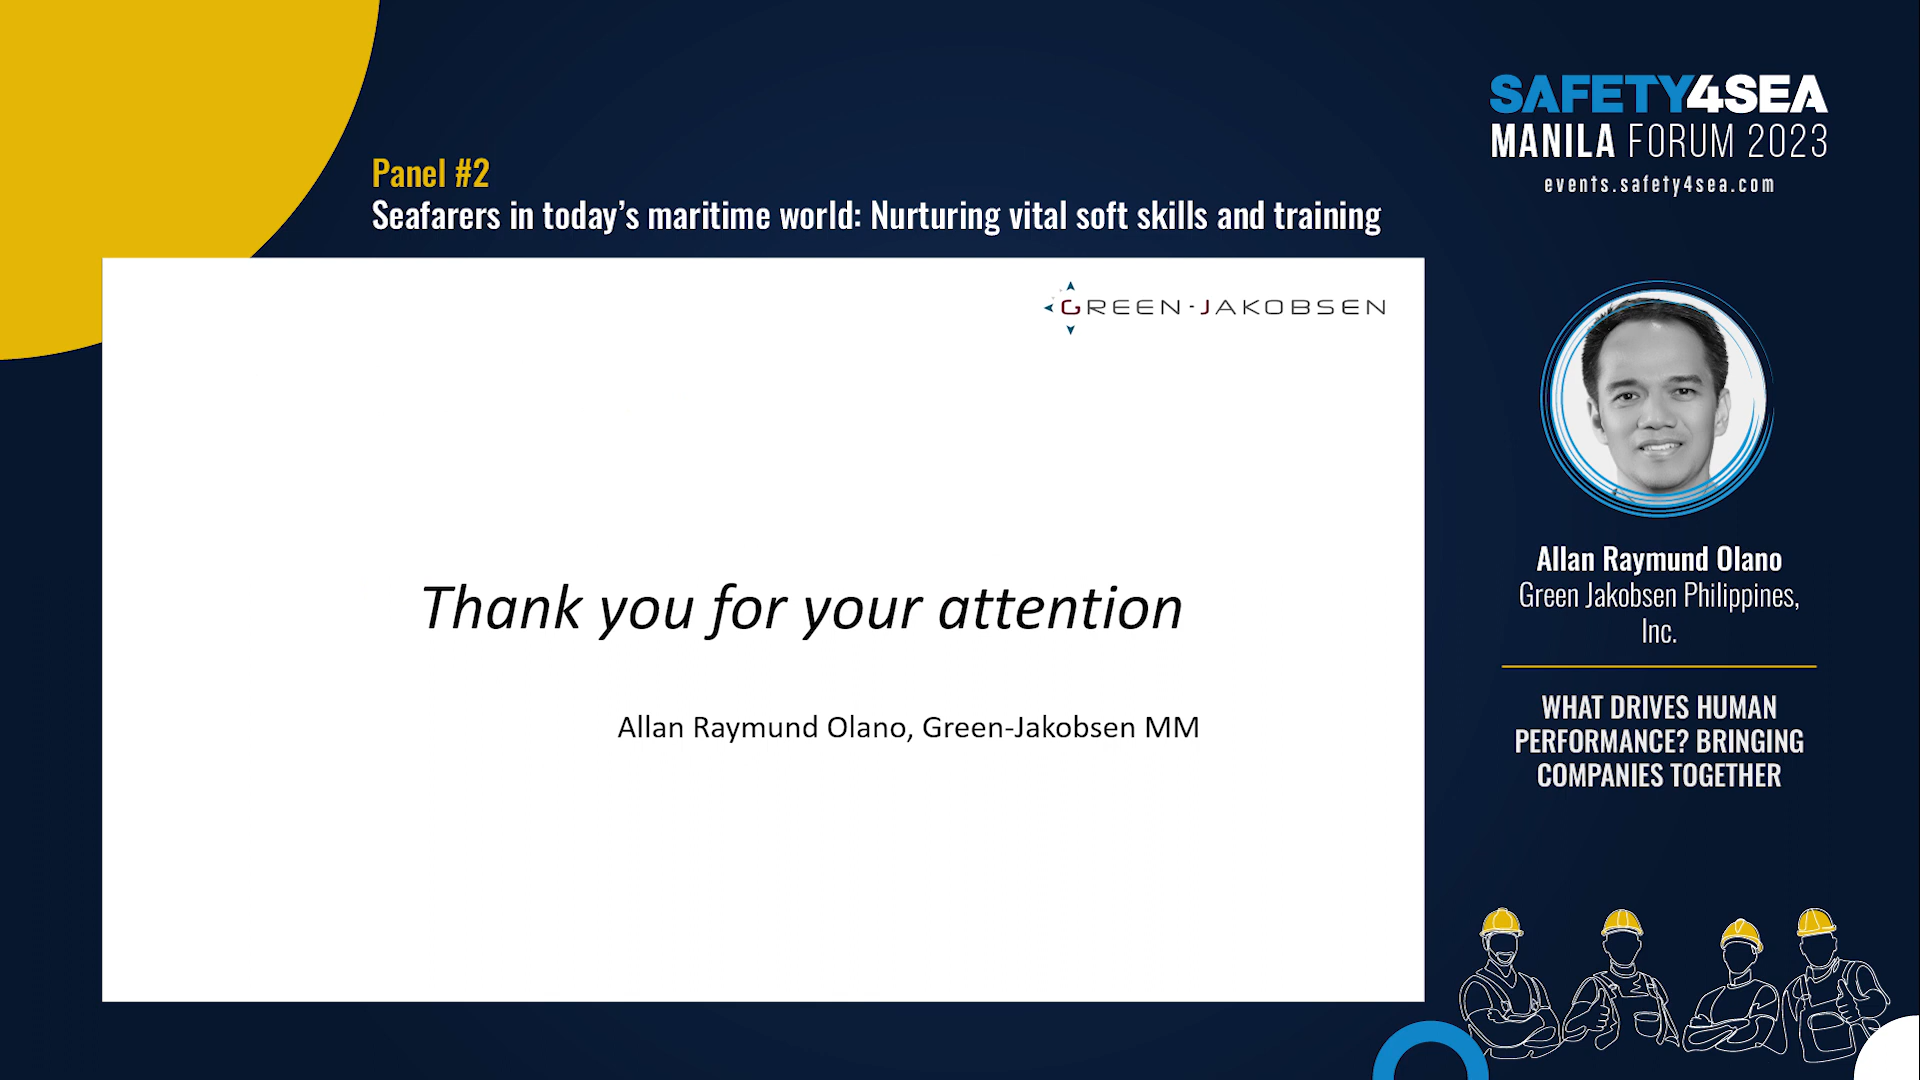 SAFETY4SEA
MANILA FORUM 2023
events.safety4sea.com
Panel #2
Seafarers in today’s maritime world: Nurturing vital soft skills and training
GREEN-JAKOBSEN
Thank you for your attention
Allan Raymund Olano, Green-Jakobsen MM
Allan Raymund Olano
Green Jakobsen Philippines,
Inc.
WHAT DRIVES HUMAN
PERFORMANCE? BRINGING
COMPANIES TOGETHER